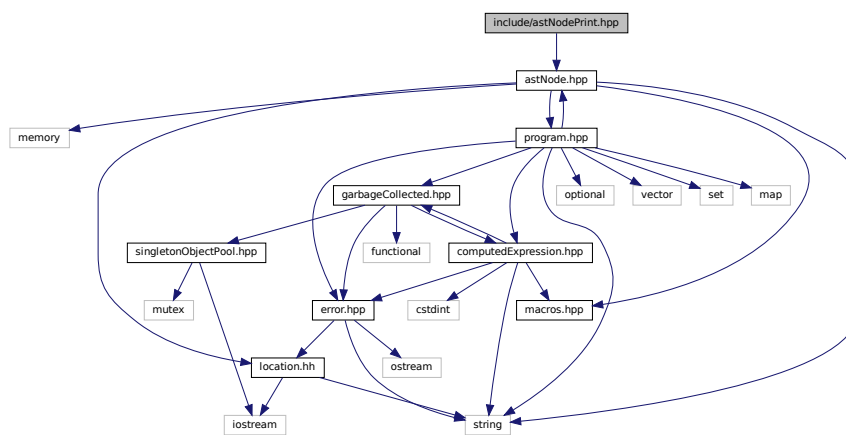 include/astNodePrint.hpp
astNode.hpp
memory
program.hpp
garbageCollected.hpp
optional
vector
set
map
singletonObjectPool.hpp
functional
computedExpression.hpp
mutex
error.hpp
cstdint
macros.hpp
location.hh
ostream
iostream
string